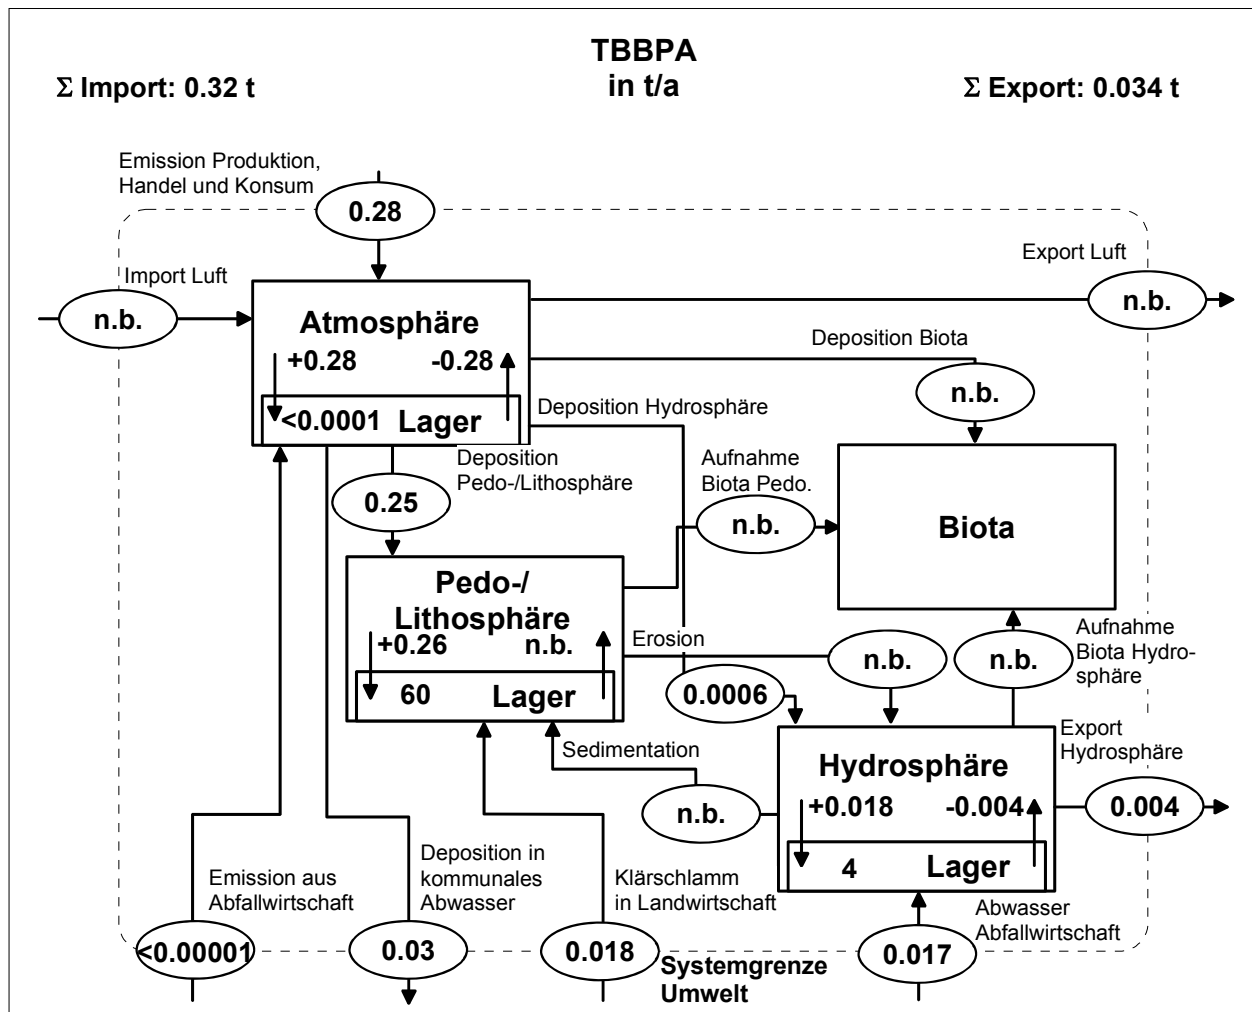 TBBPA
in t/a
Σ Import: 0.32 t
Σ Export: 0.034 t
Emission Produktion,
Handel und Konsum
0.28
Import Luft
n.b.
Export Luft
n.b.
Atmosphäre
+0.28
-0.28
<0.0001
Lager
Deposition Biota
n.b.
Deposition Hydrosphäre
Deposition
Pedo-/Lithosphäre
0.25
Aufnahme
Biota Pedo.
n.b.
Biota
Pedo-/
Lithosphäre
+0.26
n.b.
60
Lager
Erosion
n.b.
n.b.
Aufnahme
Biota Hydro-
sphäre
0.0006
Sedimentation
n.b.
Hydrosphäre
+0.018
-0.004
4
Lager
Export
Hydrosphäre
0.004
Emission aus
Abfallwirtschaft
<0.00001
Deposition in
kommunales
Abwasser
0.03
Klärschlamm
in Landwirtschaft
0.018
Abwasser
Abfallwirtschaft
0.017
Systemgrenze
Umwelt